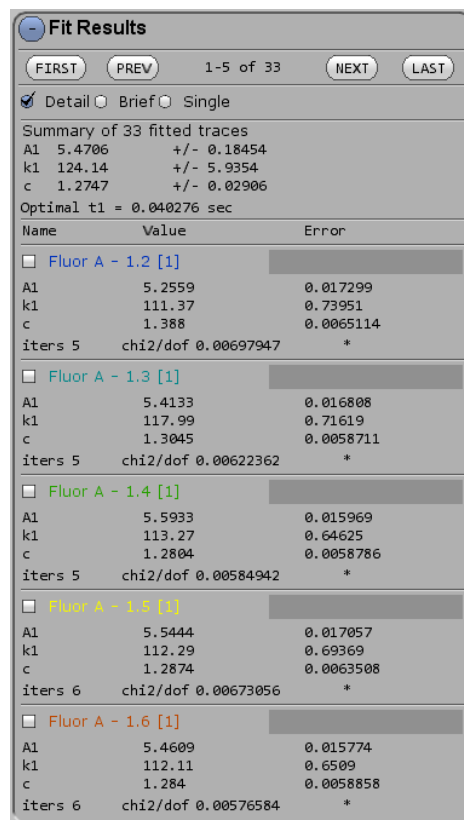 - Fit Results
FIRST PREV 1-5 of 33 NEXT LAST
Detail Brief Single
Summary of 33 fitted traces
A1 5.4706 +/- 0.18454
k1 124.14 +/- 5.9354
c 1.2747 +/- 0.02906
Optimal t1 = 0.040276 sec
Name Value Error
Fluor A - 1.2 [1]
A1 5.2559 0.017299
k1 111.37 0.73951
c 1.388 0.0065114
iters 5 chi2/dof 0.00697947 *
Fluor A - 1.3 [1]
A1 5.4133 0.016808
k1 117.99 0.71619
c 1.3045 0.0058711
iters 5 chi2/dof 0.00622362 *
Fluor A - 1.4 [1]
A1 5.5933 0.015969
k1 113.27 0.64625
c 1.2804 0.0058786
iters 5 chi2/dof 0.00584942 *
Fluor A - 1.5 [1]
A1 5.5444 0.017057
k1 112.29 0.69369
c 1.2874 0.0063508
iters 6 chi2/dof 0.00673056 *
Fluor A - 1.6 [1]
A1 5.4609 0.015774
k1 112.11 0.6509
c 1.284 0.0058858
iters 6 chi2/dof 0.00576584 *